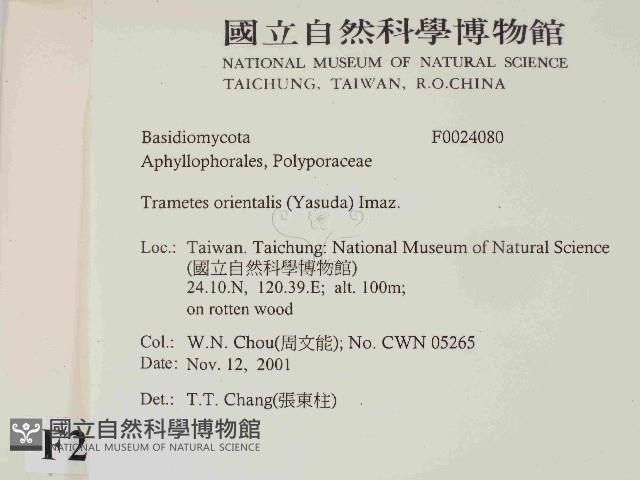 國立自然科學博物館
NATIONAL MUSEUM OF NATURAL SCIENCE
TAICHUNG, TAIWAN, R.O.CHINA
Basidiomycota F0024080
Aphyllophorales, Polyporaceae
Trametes orientalis (Yasuda) Imaz.
Loc.: Taiwan. Taichung: National Museum of Natural Science
(國立自然科學博物館)
24.10.N, 120.39.E; alt. 100m;
on rotten wood
Col.: W.N. Chou(周文能); No. CWN 05265
Date: Nov. 12, 2001
Det.: T.T. Chang(張東柱)
國立自然科學博物館
NATIONAL MUSEUM OF NATURAL SCIENCE
F2